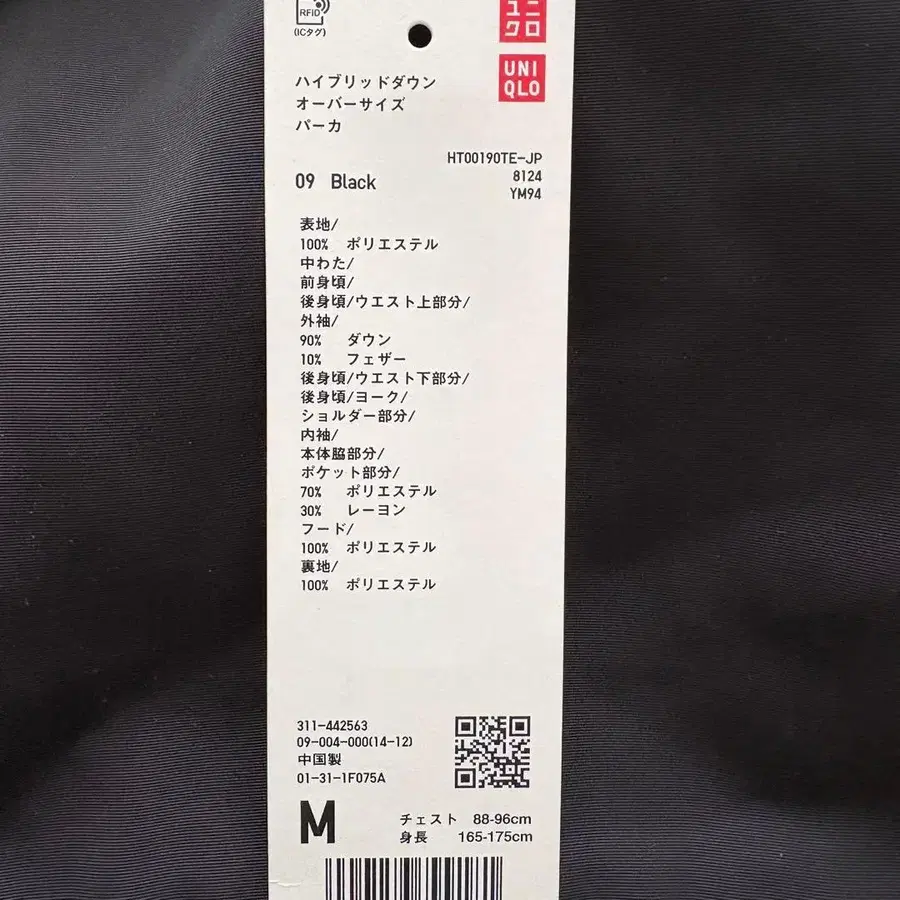 RFID
(ICタグ)
ユニ
クロ
UNI
QLO
ハイブリッドダウン
オーバーサイズ
パーカ
HT00190TE-JP
8124
YM94
09 Black
表地/
100% ポリエステル
中わた/
前身頃/
後身頃/ウエスト上部分/
外袖/
90% ダウン
10% フェザー
後身頃/ウエスト下部分/
後身頃/ヨーク/
ショルダー部分/
内袖/
本体脇部分/
ポケット部分/
70% ポリエステル
30% レーヨン
フード/
100% ポリエステル
裏地/
100% ポリエステル
311-442563
09-004-000(14-12)
中国製
01-31-1F075A
M
チェスト 88-96cm
身長 165-175cm